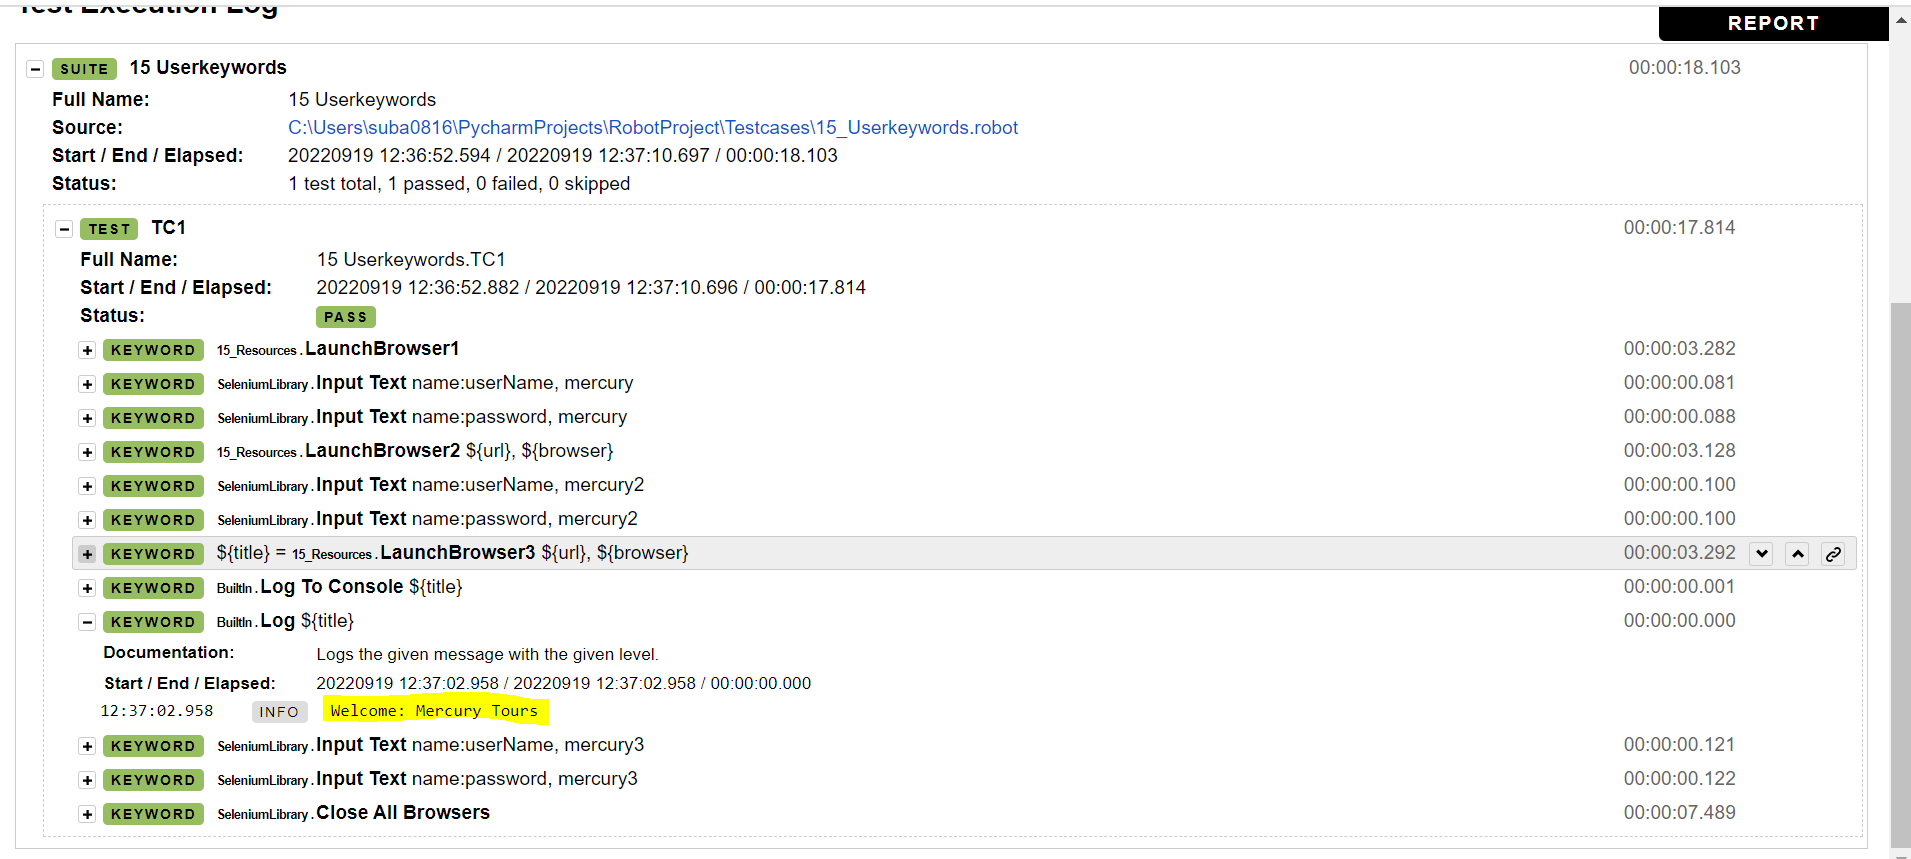 Test Execution Log
REPORT
SUITE 15 Userkeywords 00:00:18.103
Full Name: 15 Userkeywords
Source: C:\Users\suba0816\PycharmProjects\RobotProject\Testcases\15_Userkeywords.robot
Start / End / Elapsed: 20220919 12:36:52.594 / 20220919 12:37:10.697 / 00:00:18.103
Status: 1 test total, 1 passed, 0 failed, 0 skipped
TEST TC1 00:00:17.814
Full Name: 15 Userkeywords.TC1
Start / End / Elapsed: 20220919 12:36:52.882 / 20220919 12:37:10.696 / 00:00:17.814
Status: PASS
KEYWORD 15_Resources.LaunchBrowser1 00:00:03.282
KEYWORD SeleniumLibrary.Input Text name:userName, mercury 00:00:00.081
KEYWORD SeleniumLibrary.Input Text name:password, mercury 00:00:00.088
KEYWORD 15_Resources.LaunchBrowser2 ${url}, ${browser} 00:00:03.128
KEYWORD SeleniumLibrary.Input Text name:userName, mercury2 00:00:00.100
KEYWORD SeleniumLibrary.Input Text name:password, mercury2 00:00:00.100
KEYWORD ${title} = 15_Resources.LaunchBrowser3 ${url}, ${browser} 00:00:03.292
KEYWORD BuiltIn.Log To Console ${title} 00:00:00.001
KEYWORD BuiltIn.Log ${title} 00:00:00.000
Documentation: Logs the given message with the given level.
Start / End / Elapsed: 20220919 12:37:02.958 / 20220919 12:37:02.958 / 00:00:00.000
12:37:02.958 INFO Welcome: Mercury Tours
KEYWORD SeleniumLibrary.Input Text name:userName, mercury3 00:00:00.121
KEYWORD SeleniumLibrary.Input Text name:password, mercury3 00:00:00.122
KEYWORD SeleniumLibrary.Close All Browsers 00:00:07.489